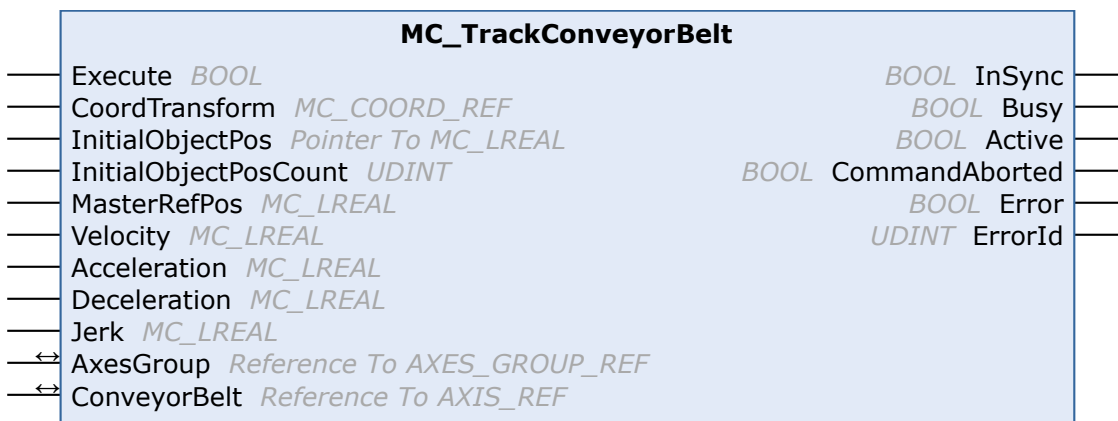 MC_TrackConveyorBelt
Execute BOOL BOOL InSync
CoordTransform MC_COORD_REF BOOL Busy
InitialObjectPos Pointer To MC_LREAL BOOL Active
InitialObjectPosCount UDINT BOOL CommandAborted
MasterRefPos MC_LREAL BOOL Error
Velocity MC_LREAL UDINT ErrorId
Acceleration MC_LREAL
Deceleration MC_LREAL
Jerk MC_LREAL
↔ AxesGroup Reference To AXES_GROUP_REF
↔ ConveyorBelt Reference To AXIS_REF